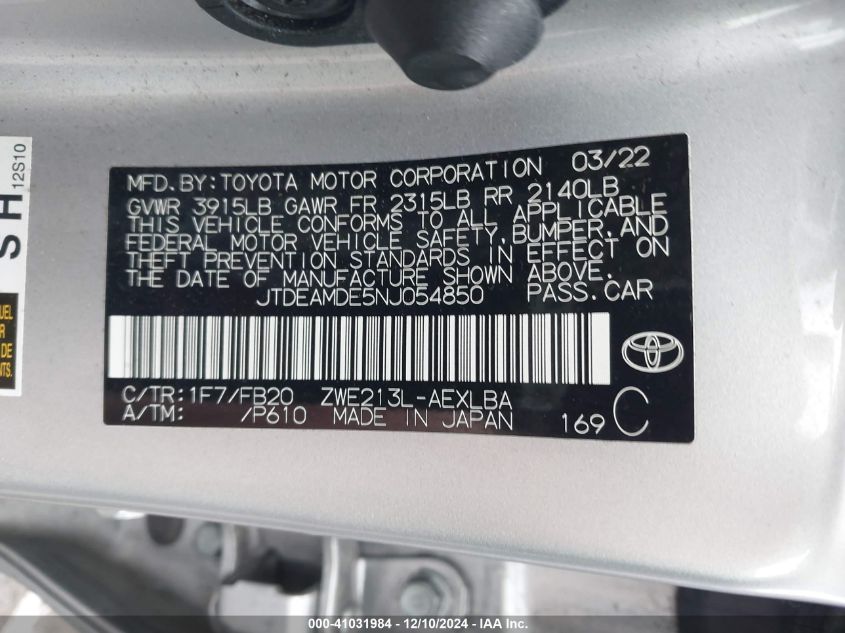 S H
12S10
UEL
R
DE
NTS.
MFD.BY:TOYOTA MOTOR CORPORATION 03/22
GVWR 3915LB GAWR FR 2315LB RR 2140LB
THIS VEHICLE CONFORMS TO ALL APPLICABLE
FEDERAL MOTOR VEHICLE SAFETY,BUMPER,AND
THEFT PREVENTION STANDARDS IN EFFECT ON
THE DATE OF MANUFACTURE SHOWN ABOVE.
JTDEAMDE5NJ054850 PASS.CAR
C/TR:1F7/FB20 ZWE213L-AEXLBA
A/TM: /P610 MADE IN JAPAN 169 C
000-41031984 - 12/10/2024 - IAA Inc.